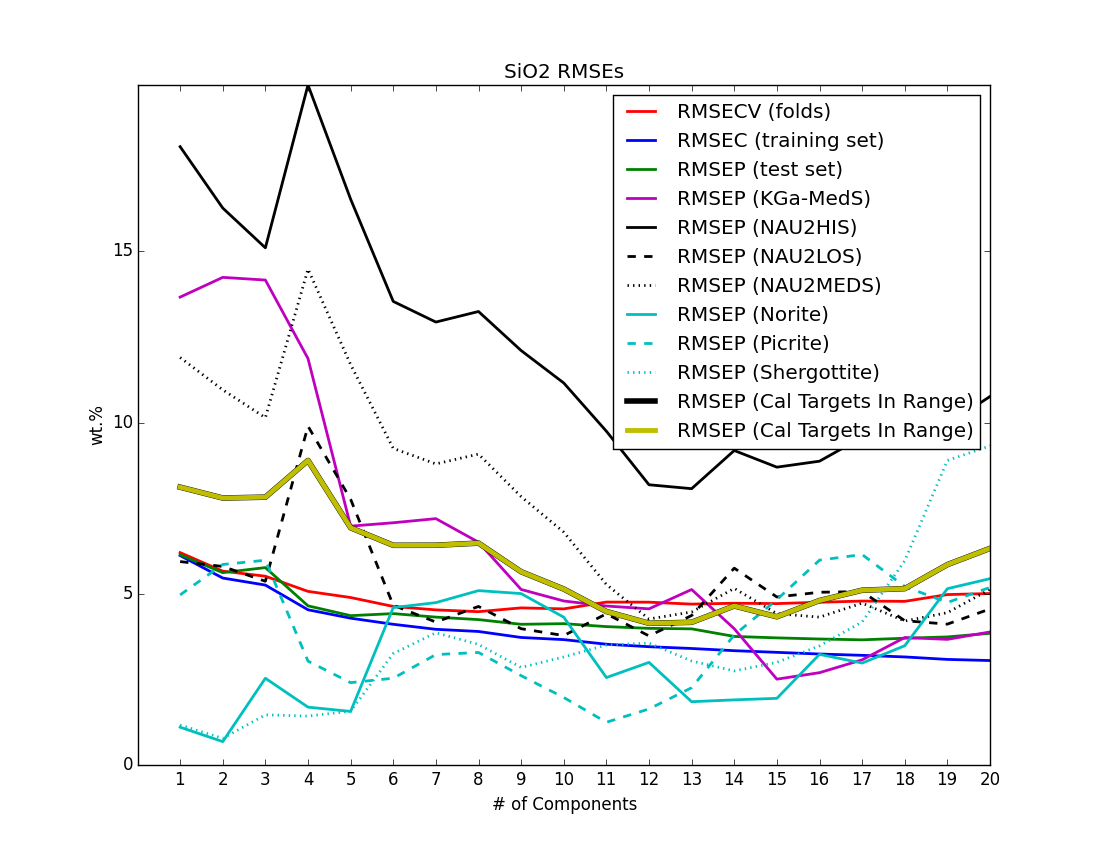 SiO2 RMSEs
RMSECV (folds)
RMSEC (training set)
RMSEP (test set)
RMSEP (KGa-MedS)
RMSEP (NAU2HIS)
RMSEP (NAU2LOS)
RMSEP (NAU2MEDS)
RMSEP (Norite)
RMSEP (Picrite)
RMSEP (Shergottite)
RMSEP (Cal Targets In Range)
RMSEP (Cal Targets In Range)
15
10
5
0
wt.%
1 2 3 4 5 6 7 8 9 10 11 12 13 14 15 16 17 18 19 20
# of Components